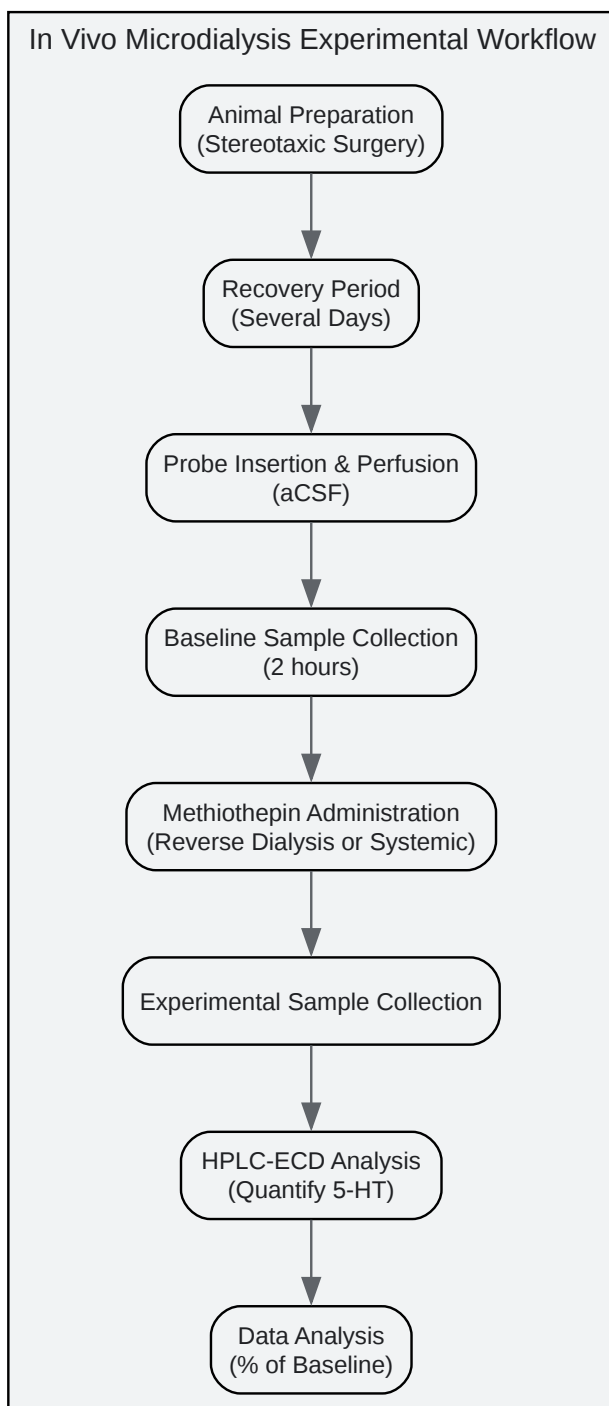 In Vivo Microdialysis Experimental Workflow
Animal Preparation
(Stereotaxic Surgery)
Recovery Period
(Several Days)
Probe Insertion & Perfusion
(aCSF)
Baseline Sample Collection
(2 hours)
Methiothepin Administration
(Reverse Dialysis or Systemic)
Experimental Sample Collection
HPLC-ECD Analysis
(Quantify 5-HT)
Data Analysis
(% of Baseline)